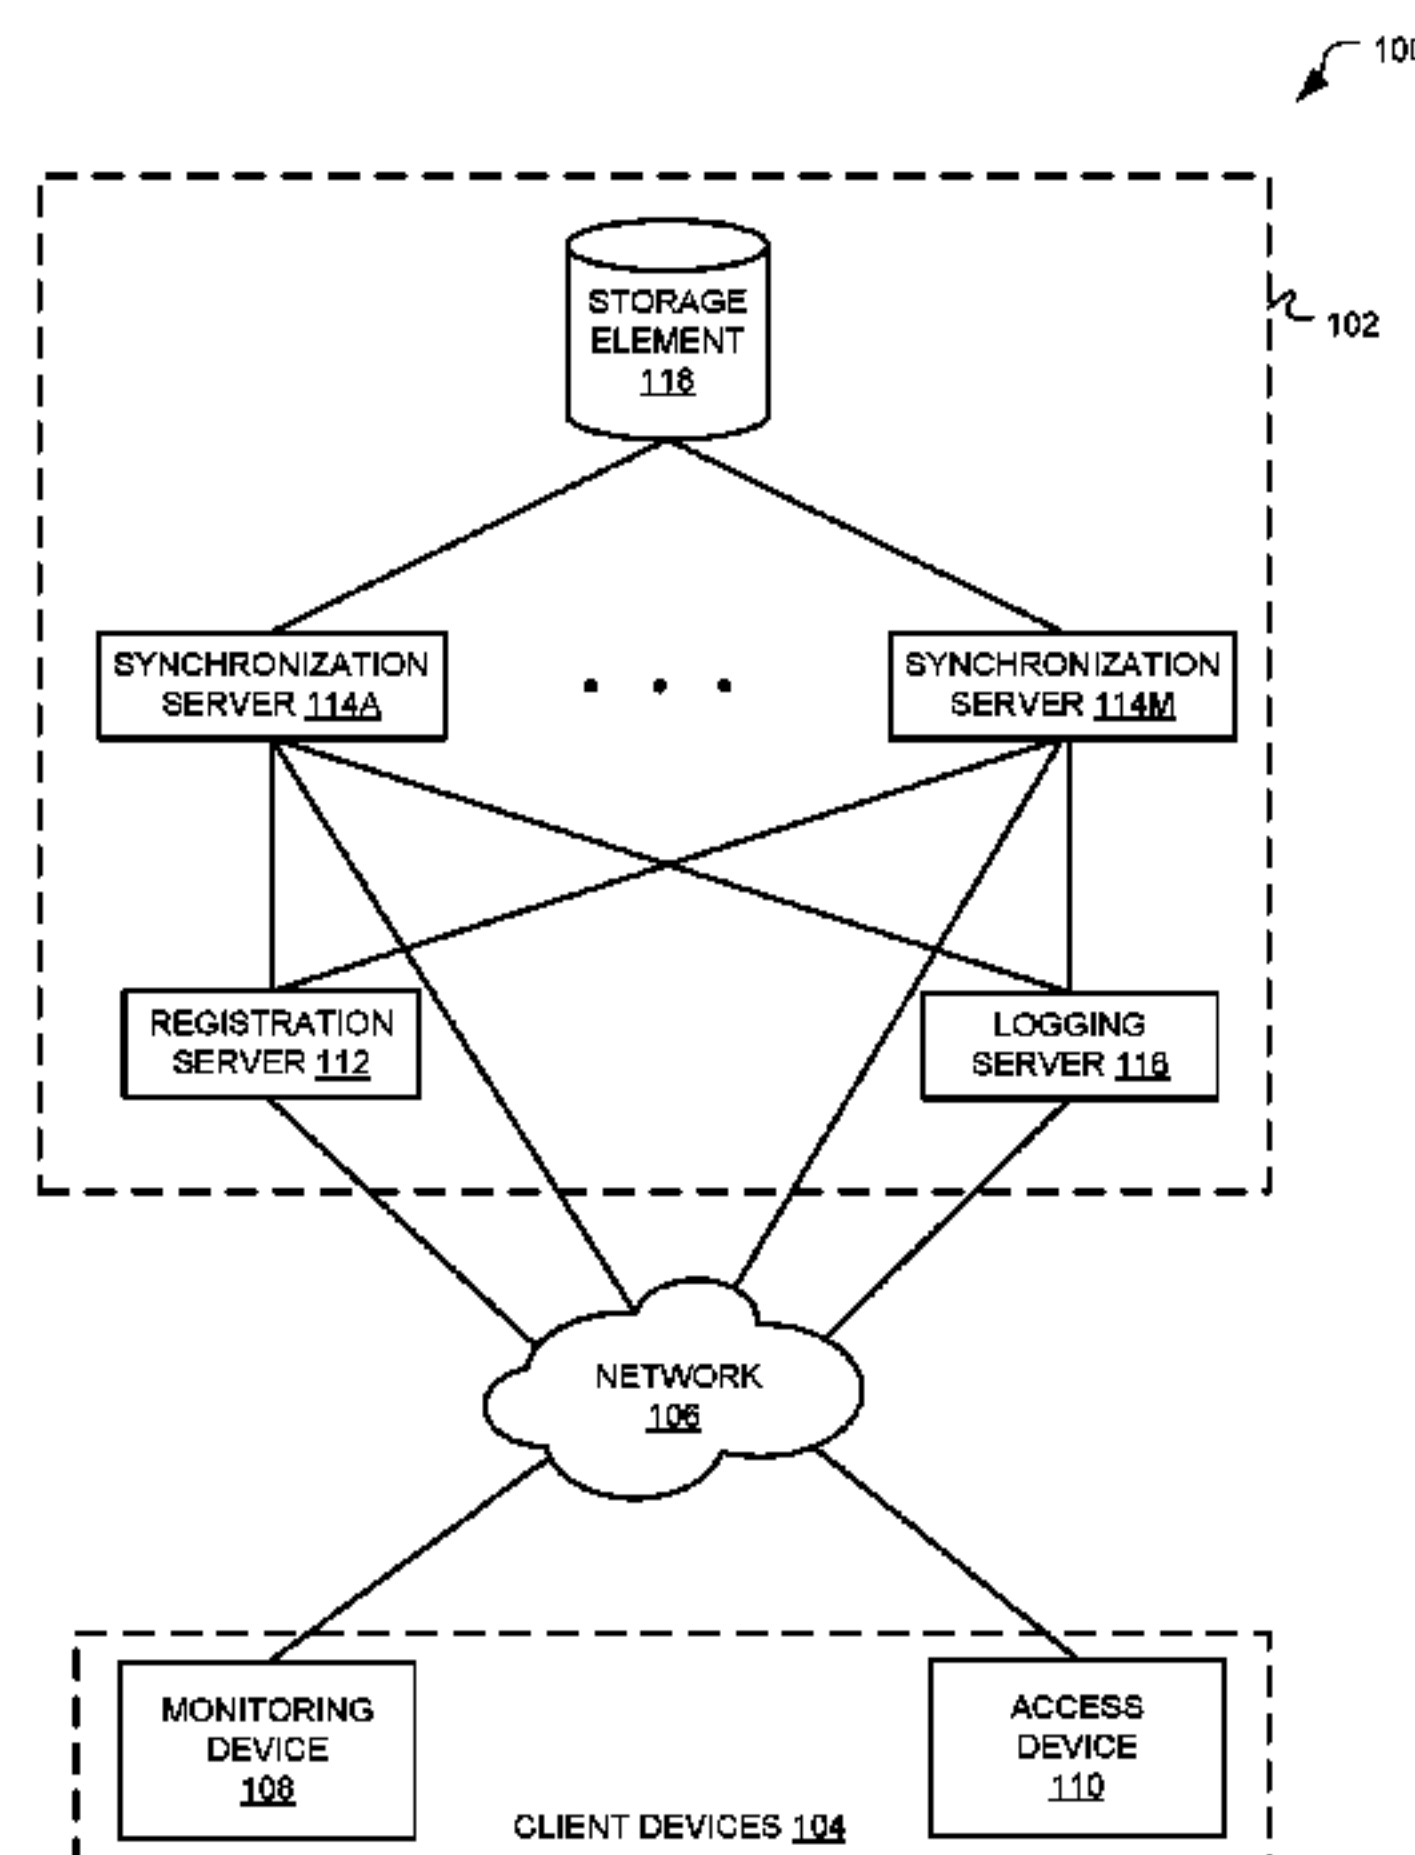 100
102
STORAGE
ELEMENT
118
SYNCHRONIZATION
SERVER 114A
SYNCHRONIZATION
SERVER 114M
REGISTRATION
SERVER 112
LOGGING
SERVER 116
NETWORK
106
MONITORING
DEVICE
108
ACCESS
DEVICE
110
CLIENT DEVICES 104